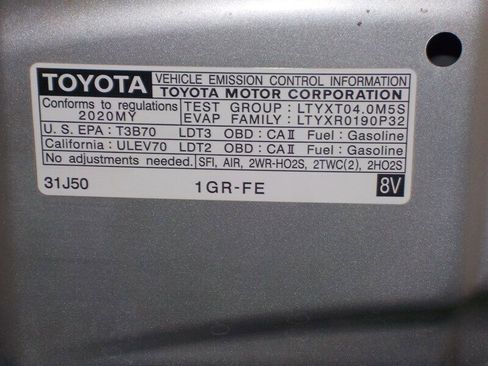 TOYOTA VEHICLE EMISSION CONTROL INFORMATION
TOYOTA MOTOR CORPORATION
Conforms to regulations TEST GROUP : LTYXT04.0M5S
2020MY EVAP FAMILY : LTYXR0190P32
U. S. EPA : T3B70 LDT3 OBD : CAⅡ Fuel : Gasoline
California : ULEV70 LDT2 OBD : CAⅡ Fuel : Gasoline
No adjustments needed. SFI, AIR, 2WR-HO2S, 2TWC(2), 2HO2S
31J50 1GR-FE 8V